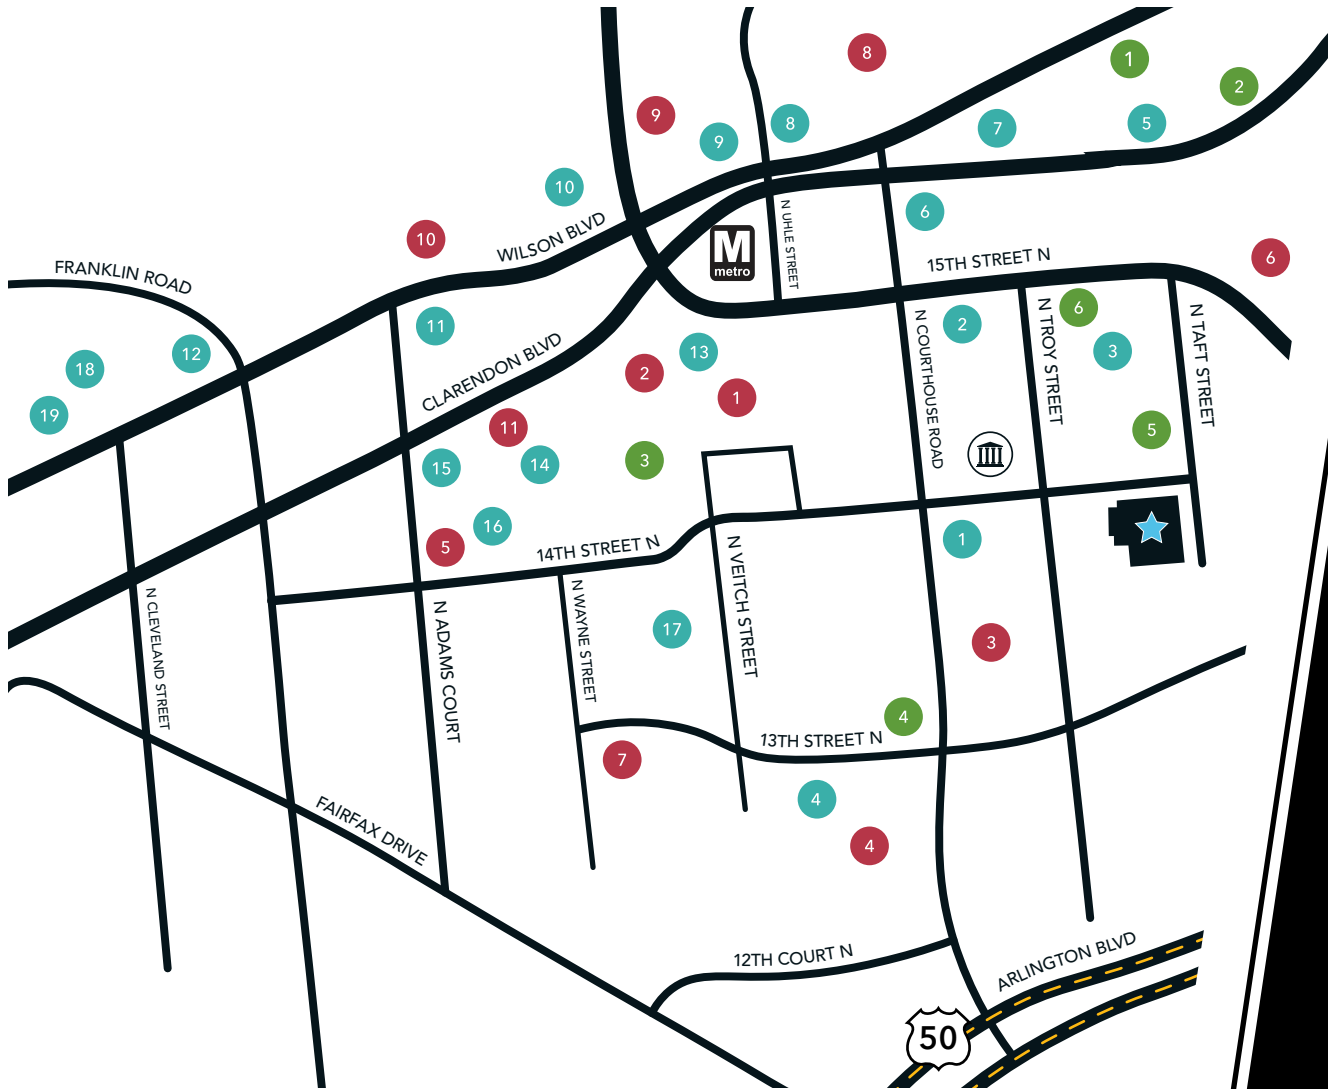 8
1
2
9
9
8
7
5
10
6
10
WILSON BLVD
N UHLE STREET
M
metro
15TH STREET N
6
FRANKLIN ROAD
11
12
18
19
CLARENDON BLVD
13
2
1
N COURTHOUSE ROAD
2
N TROY STREET
6
3
N TAFT STREET
11
15
14
3
5
16
5
14TH STREET N
1
N CLEVELAND STREET
N ADAMS COURT
N WAYNE STREET
17
N VEITCH STREET
3
4
13TH STREET N
7
4
4
FAIRFAX DRIVE
12TH COURT N
ARLINGTON BLVD
50